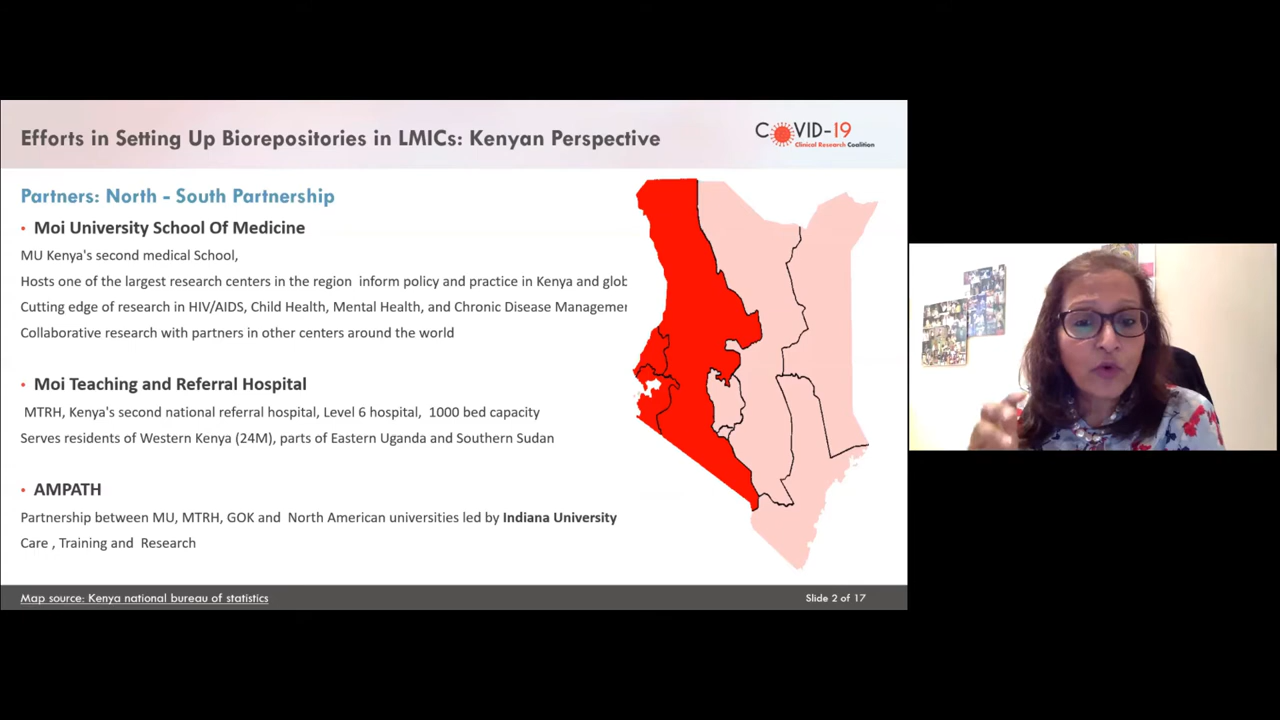 Efforts in Setting Up Biorepositories in LMICs: Kenyan Perspective
COVID-19
Clinical Research Coalition
Partners: North - South Partnership
• Moi University School Of Medicine
MU Kenya's second medical School,
Hosts one of the largest research centers in the region inform policy and practice in Kenya and glob
Cutting edge of research in HIV/AIDS, Child Health, Mental Health, and Chronic Disease Managemen
Collaborative research with partners in other centers around the world
• Moi Teaching and Referral Hospital
MTRH, Kenya's second national referral hospital, Level 6 hospital, 1000 bed capacity
Serves residents of Western Kenya (24M), parts of Eastern Uganda and Southern Sudan
• AMPATH
Partnership between MU, MTRH, GOK and North American universities led by Indiana University
Care , Training and Research
Map source: Kenya national bureau of statistics
Slide 2 of 17